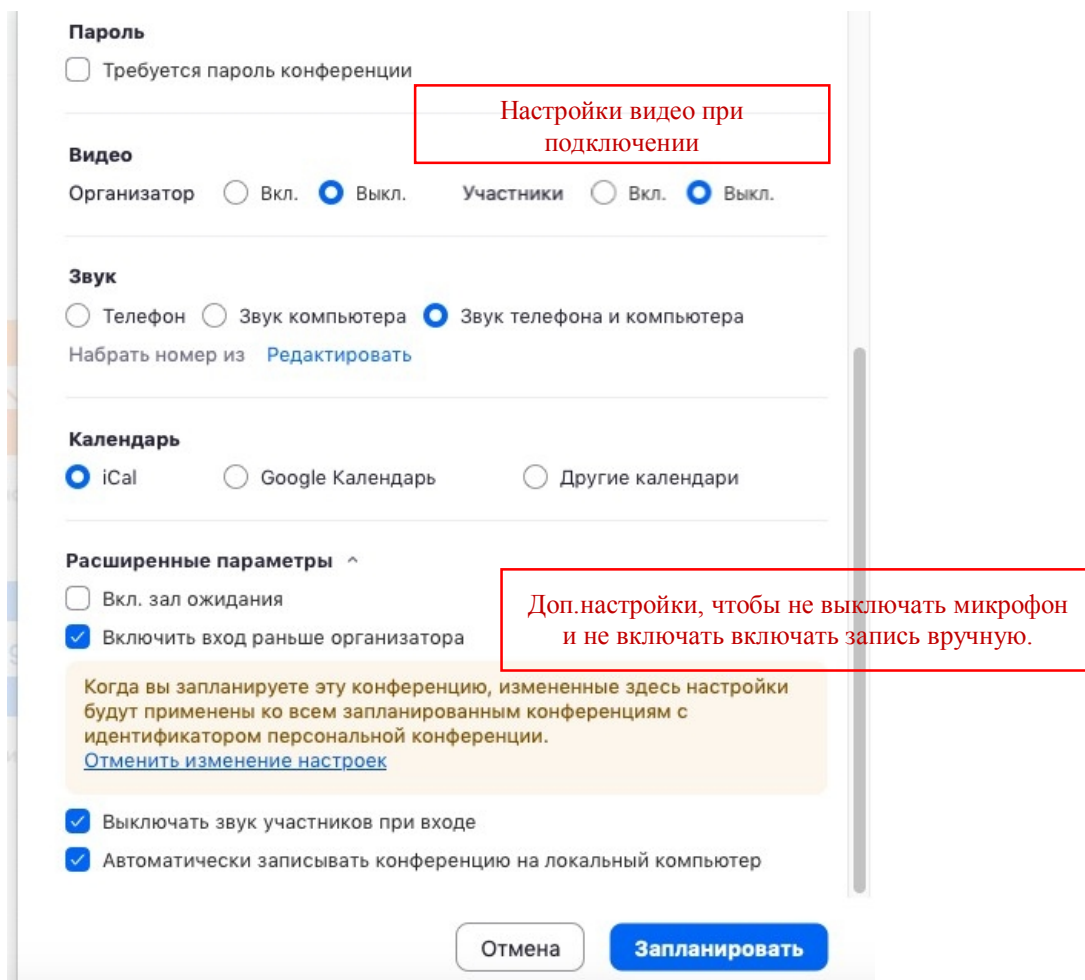 Пароль
Требуется пароль конференции
Настройки видео при
подключении
Видео
Организатор Вкл. Выкл. Участники Вкл. Выкл.
Звук
Телефон Звук компьютера Звук телефона и компьютера
Набрать номер из Редактировать
Календарь
iCal Google Календарь Другие календари
Расширенные параметры
Вкл. зал ожидания
Доп.настройки, чтобы не выключать микрофон
и не включать включать запись вручную.
Включить вход раньше организатора
Когда вы запланируете эту конференцию, измененные здесь настройки
будут применены ко всем запланированным конференциям с
идентификатором персональной конференции.
Отменить изменение настроек
Выключать звук участников при входе
Автоматически записывать конференцию на локальный компьютер
Отмена Запланировать